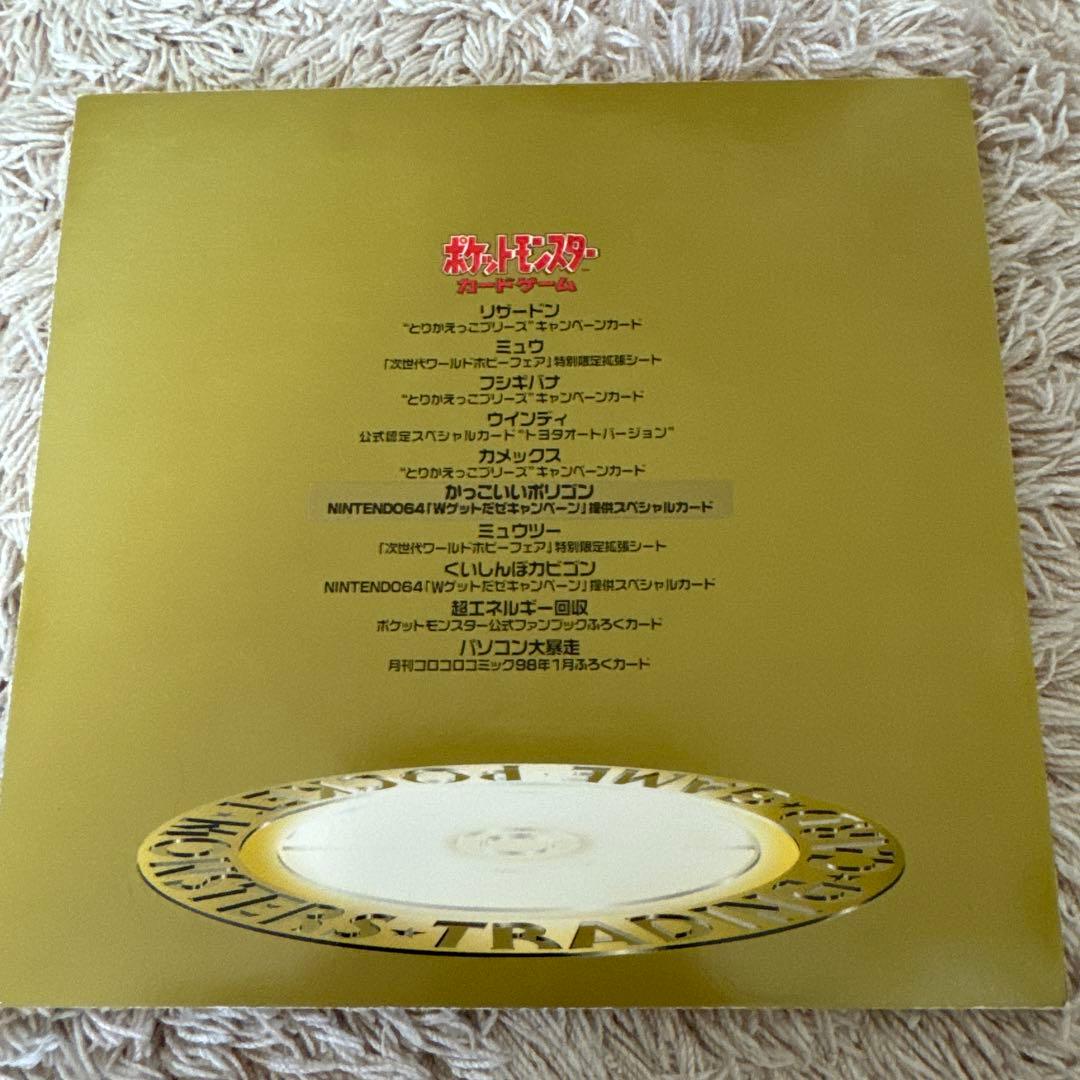 ポケットモンスター
カードゲーム
リザードン
"とりかえっこプリーズ"キャンペーンカード
ミュウ
「次世代ワールドホビーフェア」特別限定拡張シート
フシギバナ
"とりかえっこプリーズ"キャンペーンカード
ウインディ
公式認定スペシャルカード"トヨタオートバージョン"
カメックス
"とりかえっこプリーズ"キャンペーンカード
かっこいいポリゴン
NINTENDO64「Wゲットだぜキャンペーン」提供スペシャルカード
ミュウツー
「次世代ワールドホビーフェア」特別限定拡張シート
くいしんぼカビゴン
NINTENDO64「Wゲットだぜキャンペーン」提供スペシャルカード
超エネルギー回収
ポケットモンスター公式ファンブックふろくカード
パソコン大暴走
月刊コロコロコミック98年1月ふろくカード
POCKET MONSTERS ★ TRADING ★ CARD ★ GAME